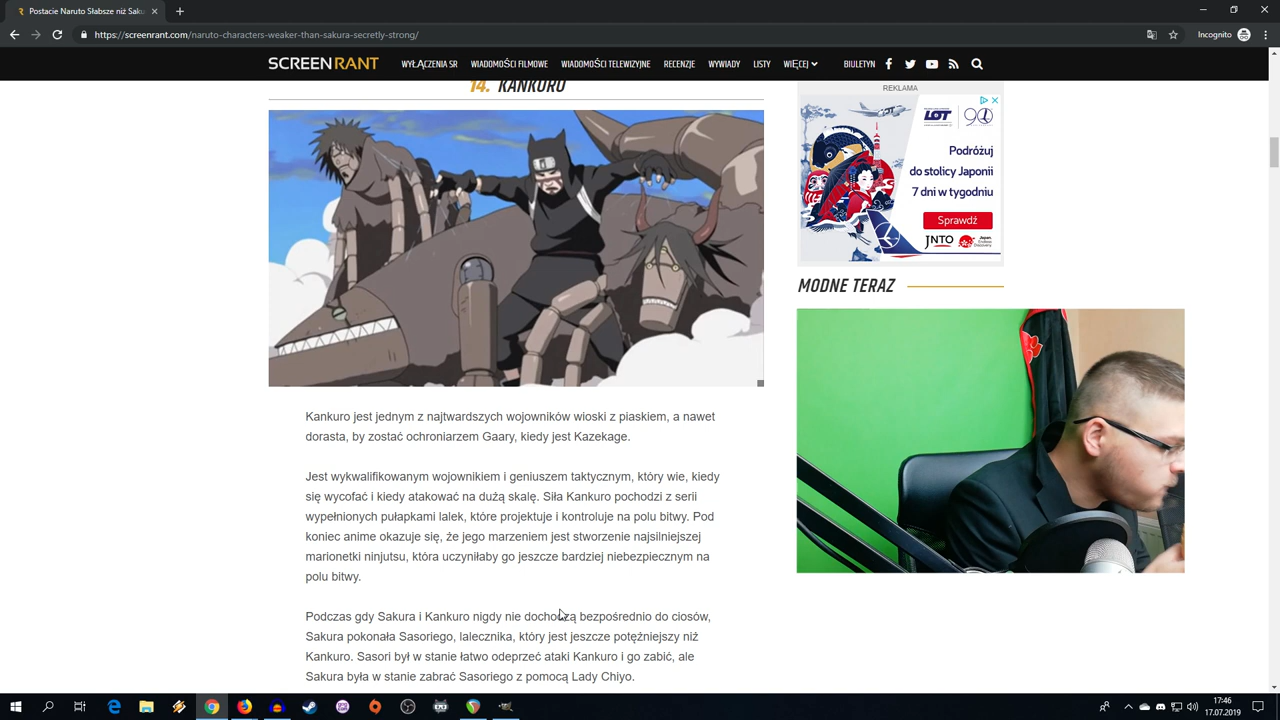 Postacie Naruto Słabsze niż Saku
https://screenrant.com/naruto-characters-weaker-than-sakura-secretly-strong/
Incognito
SCREENRANT
WYŁĄCZENIA SR
WIADOMOŚCI FILMOWE
WIADOMOŚCI TELEWIZYJNE
RECENZJE
WYWIADY
LISTY
WIĘCEJ
BIULETYN
14. KANKURO
REKLAMA
LOT
90
Podróżuj
do stolicy Japonii
7 dni w tygodniu
Sprawdź
JNTO
Japan.
Endless
Discovery.
MODNE TERAZ
Kankuro jest jednym z najtwardszych wojowników wioski z piaskiem, a nawet
dorasta, by zostać ochroniarzem Gaary, kiedy jest Kazekage.
Jest wykwalifikowanym wojownikiem i geniuszem taktycznym, który wie, kiedy
się wycofać i kiedy atakować na dużą skalę. Siła Kankuro pochodzi z serii
wypełnionych pułapkami lalek, które projektuje i kontroluje na polu bitwy. Pod
koniec anime okazuje się, że jego marzeniem jest stworzenie najsilniejszej
marionetki ninjutsu, która uczyniłaby go jeszcze bardziej niebezpiecznym na
polu bitwy.
Podczas gdy Sakura i Kankuro nigdy nie dochodzą bezpośrednio do ciosów,
Sakura pokonała Sasoriego, lalecznika, który jest jeszcze potężniejszy niż
Kankuro. Sasori był w stanie łatwo odeprzeć ataki Kankuro i go zabić, ale
Sakura była w stanie zabrać Sasoriego z pomocą Lady Chiyo.
17:46
17.07.2019